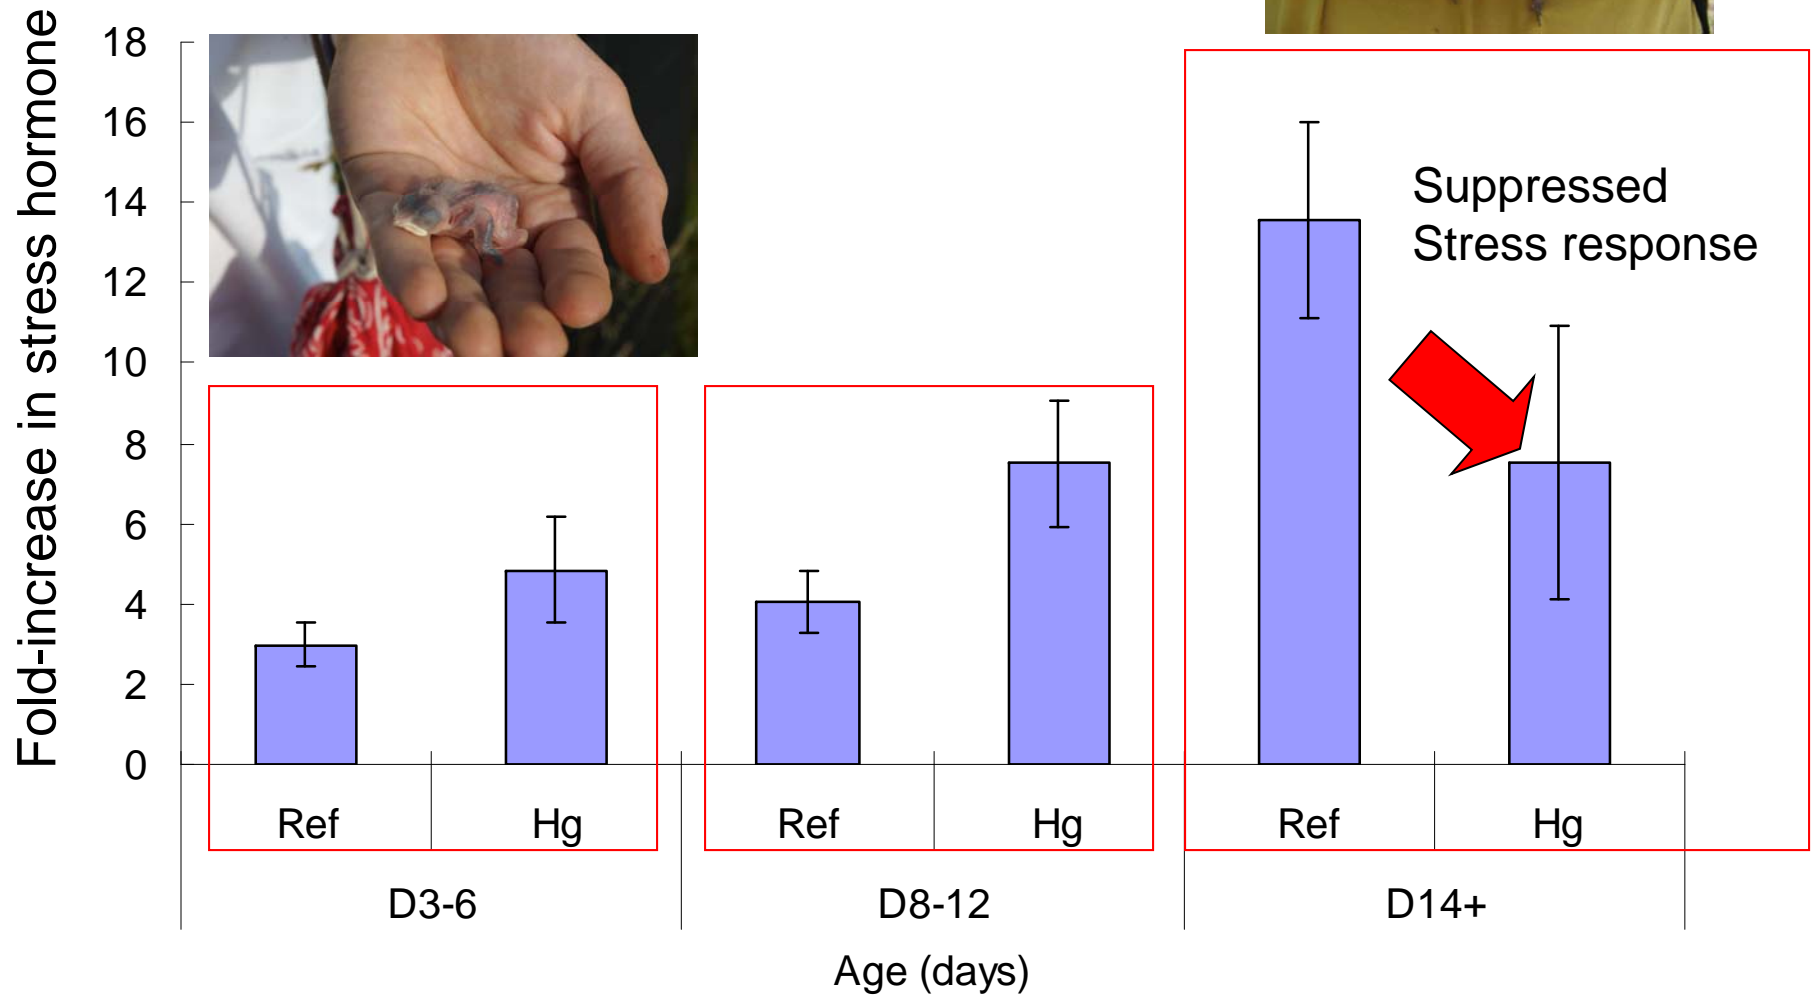 Fold-increase in stress hormone
18
16
14
12
10
8
6
4
2
0
Suppressed
Stress response
Ref Hg Ref Hg Ref Hg
D3-6 D8-12 D14+
Age (days)